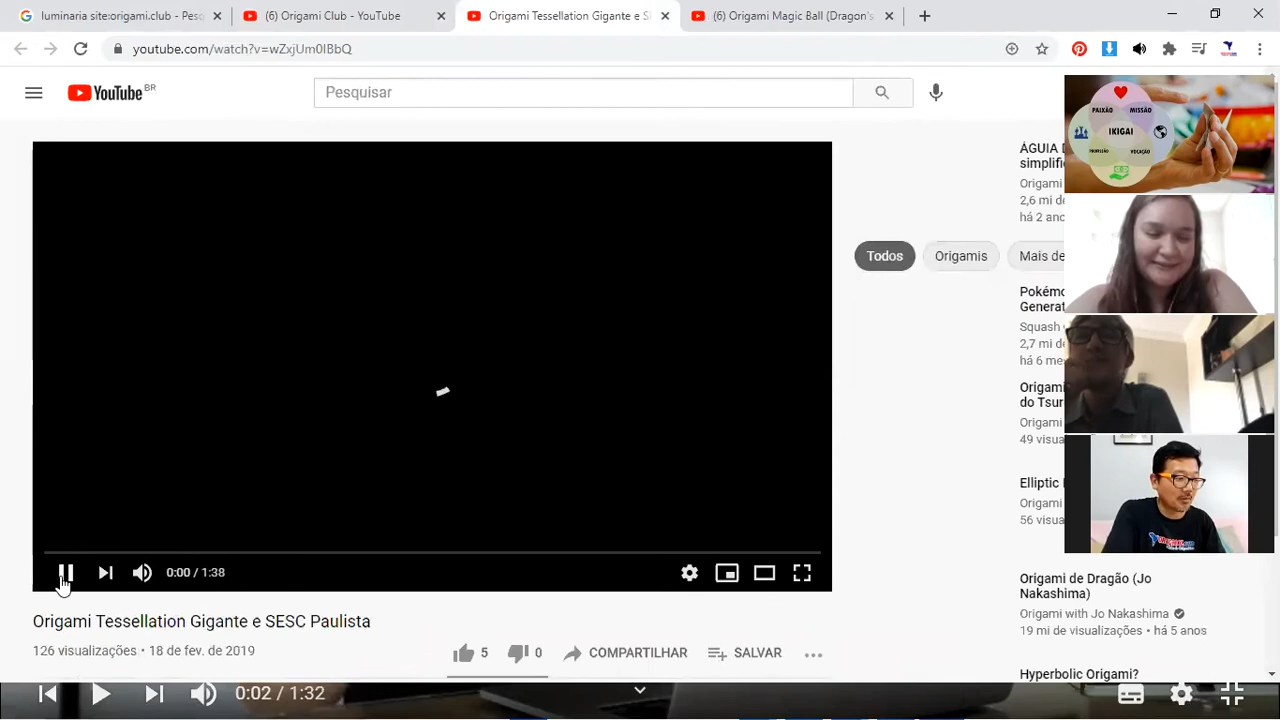 luminaria site:origami.club - Pesq
(6) Origami Club - YouTube
Origami Tessellation Gigante e SE
(6) Origami Magic Ball (Dragon's
youtube.com/watch?v=wZxjUm0IBbQ
YouTube BR
Pesquisar
PAIXÃO
MISSÃO
IKIGAI
PROFISSÃO
VOCAÇÃO
ÁGUIA
simplifi
Origami
2,6 mi de
há 2 ano
Todos
Origamis
Mais de
Pokémo
Generat
Squash
2,7 mi de
há 6 mes
Origami
do Tsur
Origami
49 visua
Elliptic
Origami
56 visua
0:00 / 1:38
Origami de Dragão (Jo
Nakashima)
Origami with Jo Nakashima
19 mi de visualizações • há 5 anos
Origami Tessellation Gigante e SESC Paulista
126 visualizações • 18 de fev. de 2019
5
0
COMPARTILHAR
SALVAR
Hyperbolic Origami?
0:02 / 1:32